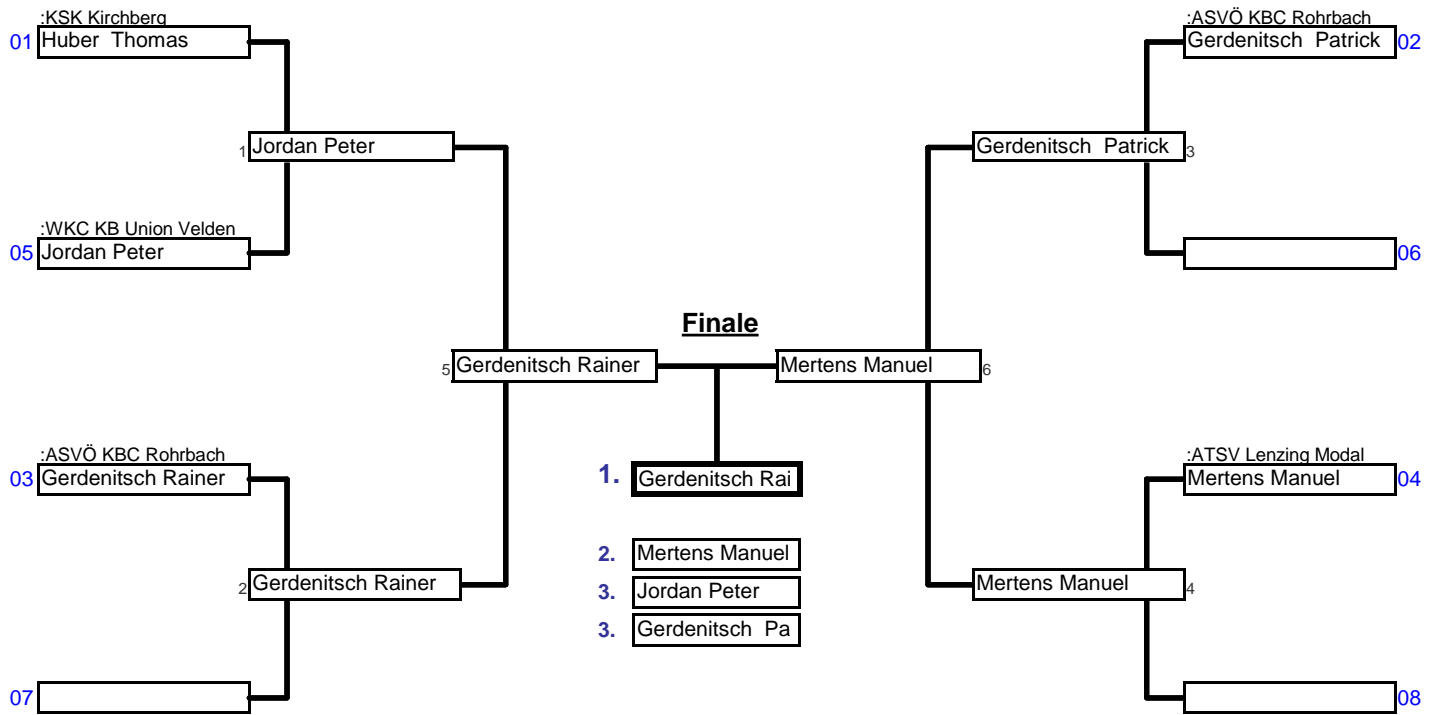 :KSK Kirchberg
01 Huber  Thomas
:ASVÖ KBC Rohrbach
Gerdenitsch  Patrick 02
1 Jordan Peter
Gerdenitsch  Patrick 3
:WKC KB Union Velden
05 Jordan Peter
06
Finale
5 Gerdenitsch Rainer
Mertens Manuel 6
:ASVÖ KBC Rohrbach
03 Gerdenitsch Rainer
1. Gerdenitsch Rai
:ATSV Lenzing Modal
Mertens Manuel 04
2. Mertens Manuel
2 Gerdenitsch Rainer
3. Jordan Peter
Mertens Manuel 4
3. Gerdenitsch  Pa
07
08